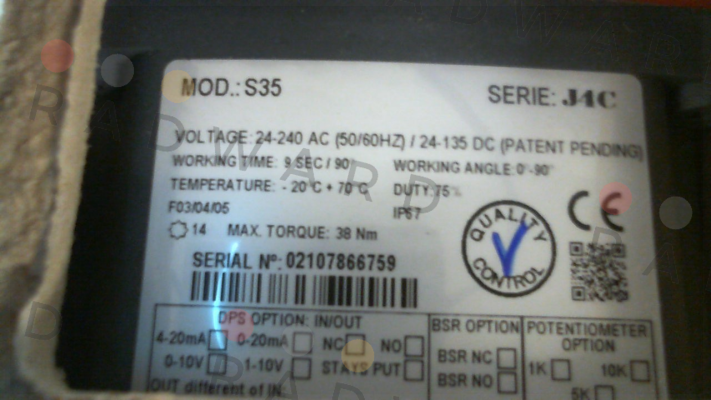 MOD.: S35
SERIE: J4C
VOLTAGE: 24-240 AC (50/60HZ) / 24-135 DC (PATENT PENDING)
WORKING TIME: 9 SEC / 90° WORKING ANGLE: 0°-90°
TEMPERATURE: - 20°C + 70°C DUTY: 75%
F03/04/05 IP67
14 MAX. TORQUE: 38 Nm
CE
QUALITY CONTROL
SERIAL Nº: 02107866759
DPS OPTION: IN/OUT BSR OPTION POTENTIOMETER OPTION
4-20mA 0-20mA NC NO BSR NC 1K 10K
0-10V 1-10V STAYS PUT BSR NO 5K
OUT different of IN:
RADWARD